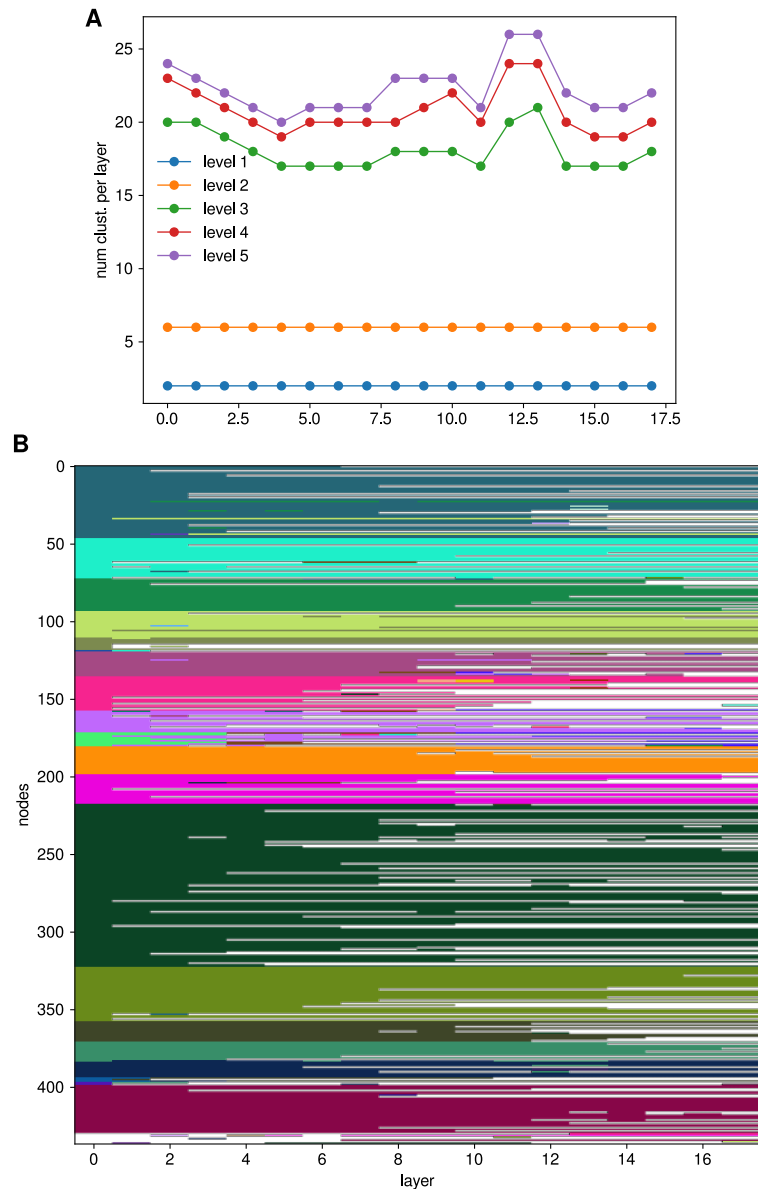 A
num clust. per layer
25
20
15
10
5
level 1
level 2
level 3
level 4
level 5
0.0 2.5 5.0 7.5 10.0 12.5 15.0 17.5
B
nodes
0
50
100
150
200
250
300
350
400
0 2 4 6 8 10 12 14 16
layer